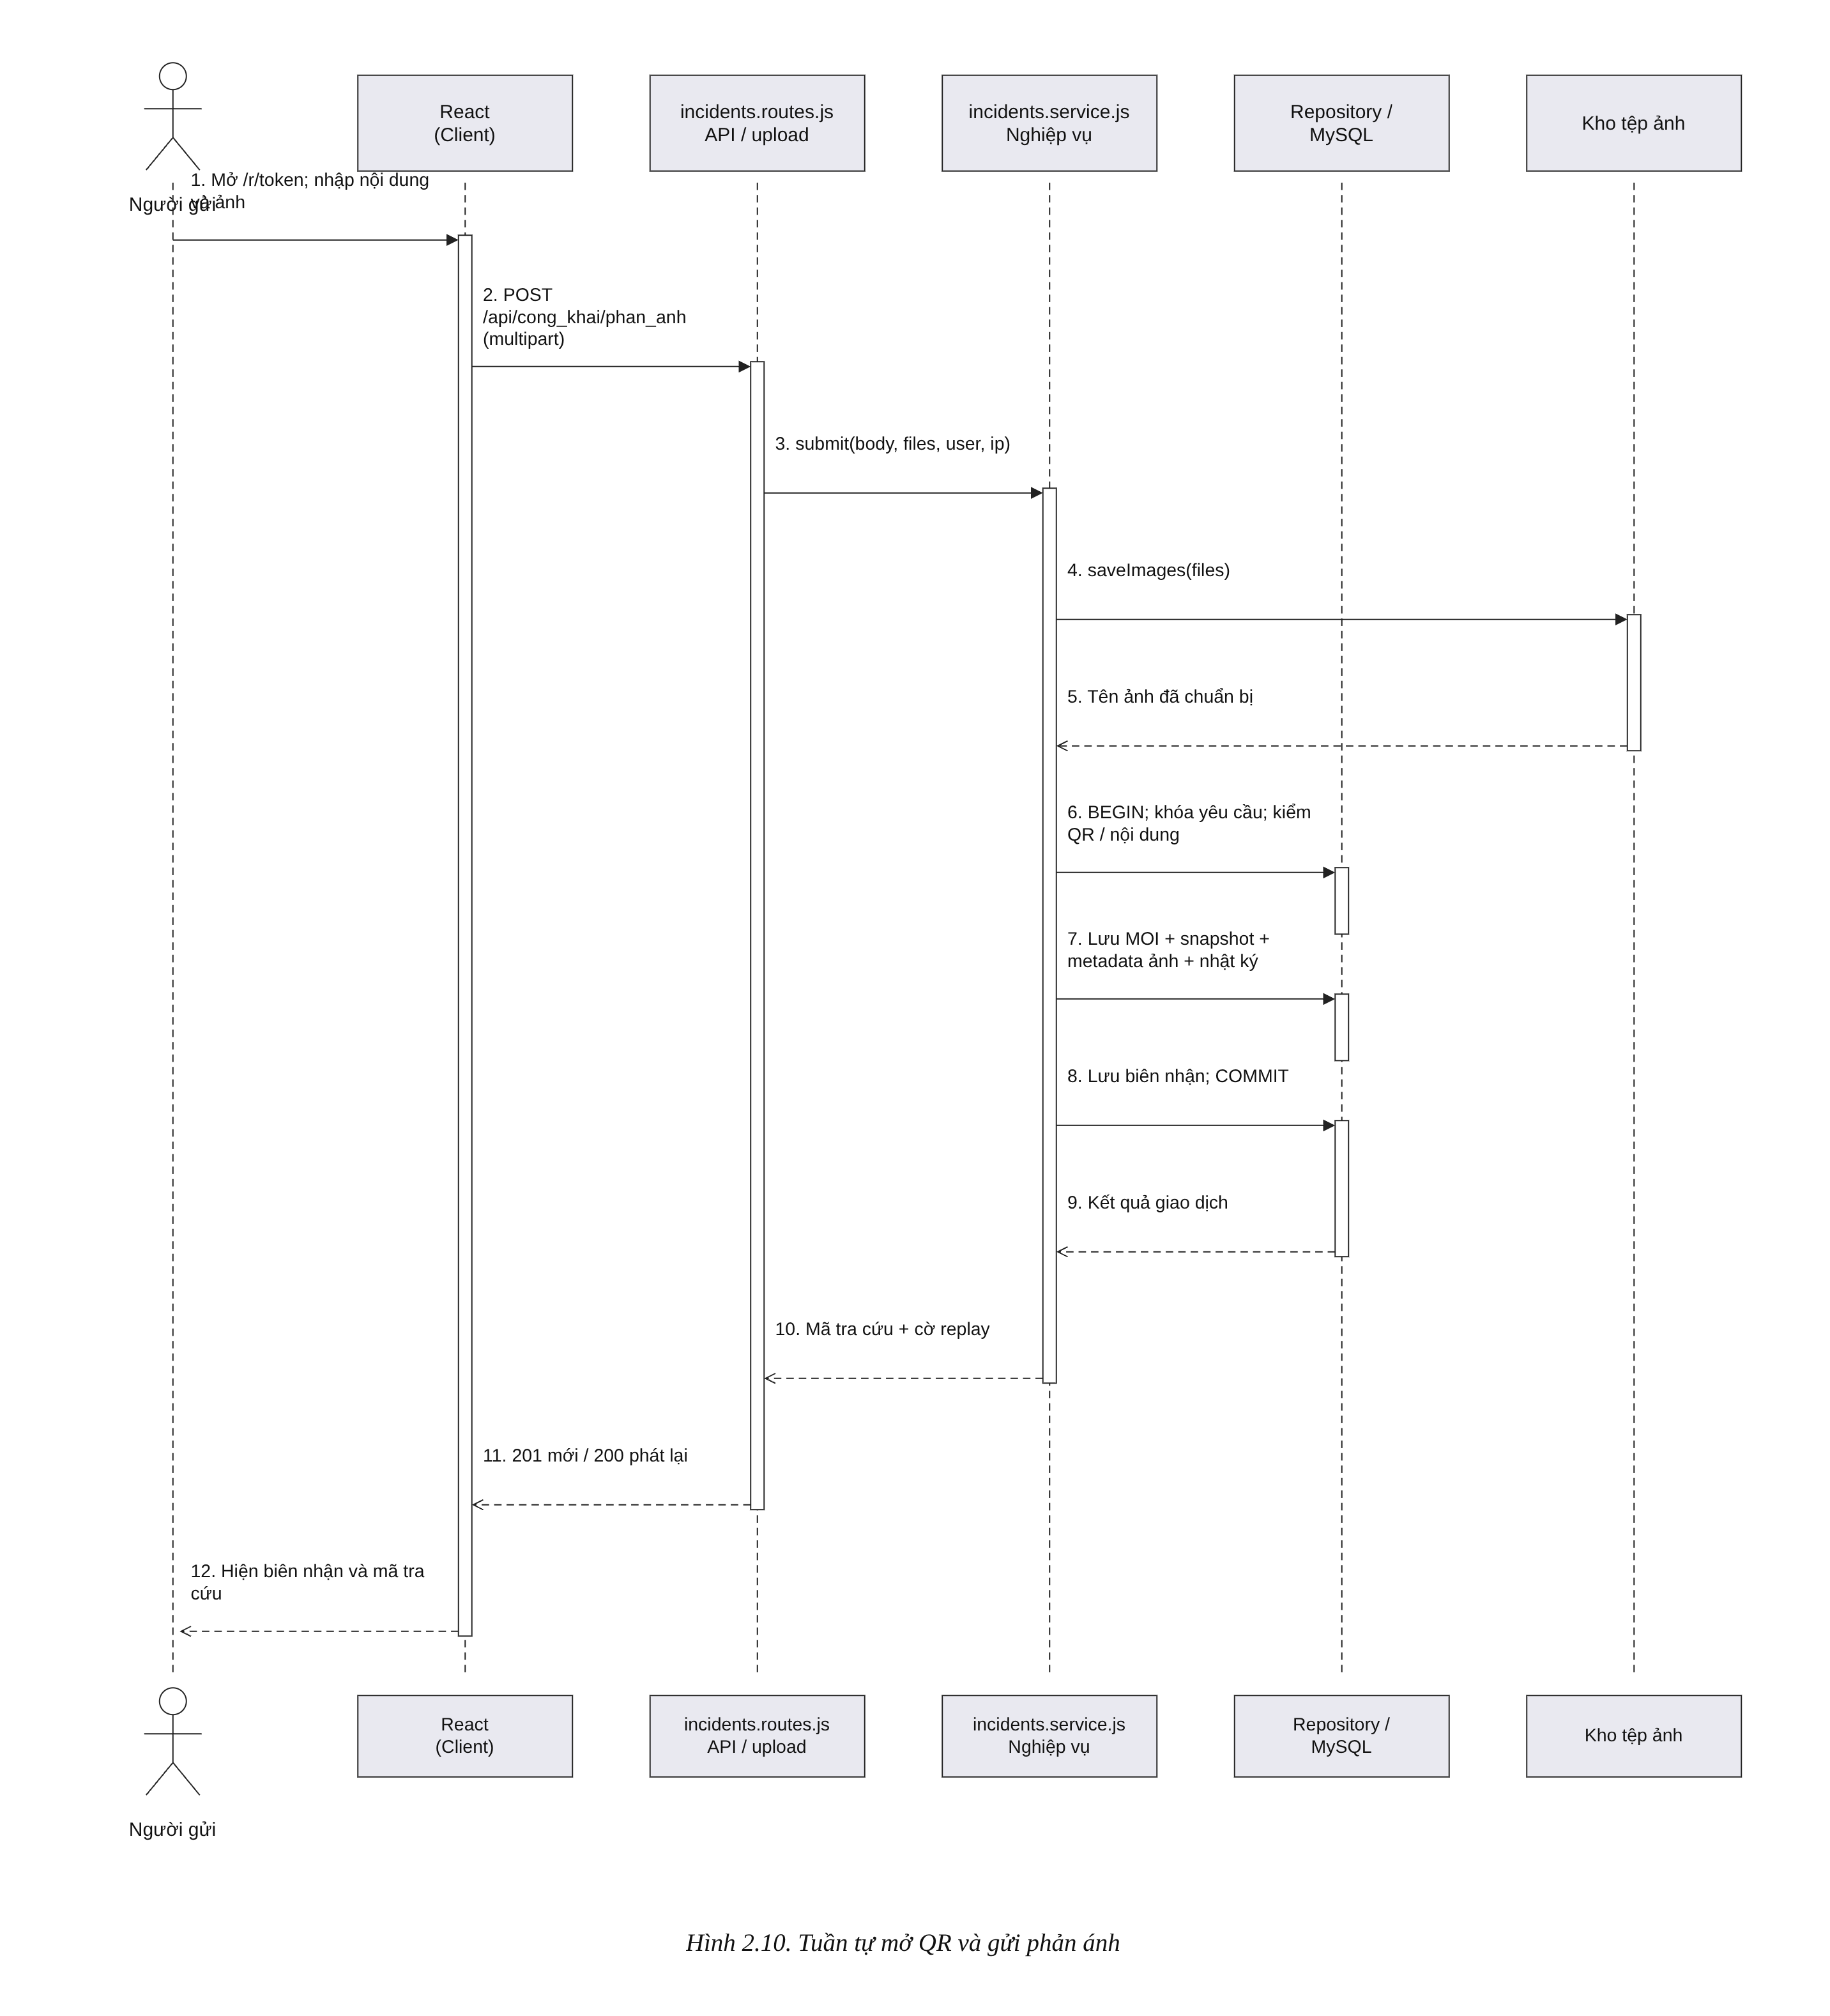 React
(Client)
incidents.routes.js
API / upload
incidents.service.js
Nghiệp vụ
Repository /
MySQL
Kho tệp ảnh
Người gửi
1. Mở /r/token; nhập nội dung
và ảnh
2. POST
/api/cong_khai/phan_anh
(multipart)
3. submit(body, files, user, ip)
4. saveImages(files)
5. Tên ảnh đã chuẩn bị
6. BEGIN; khóa yêu cầu; kiểm
QR / nội dung
7. Lưu MOI + snapshot +
metadata ảnh + nhật ký
8. Lưu biên nhận; COMMIT
9. Kết quả giao dịch
10. Mã tra cứu + cờ replay
11. 201 mới / 200 phát lại
12. Hiện biên nhận và mã tra
cứu
React
(Client)
incidents.routes.js
API / upload
incidents.service.js
Nghiệp vụ
Repository /
MySQL
Kho tệp ảnh
Người gửi
Hình 2.10. Tuần tự mở QR và gửi phản ánh